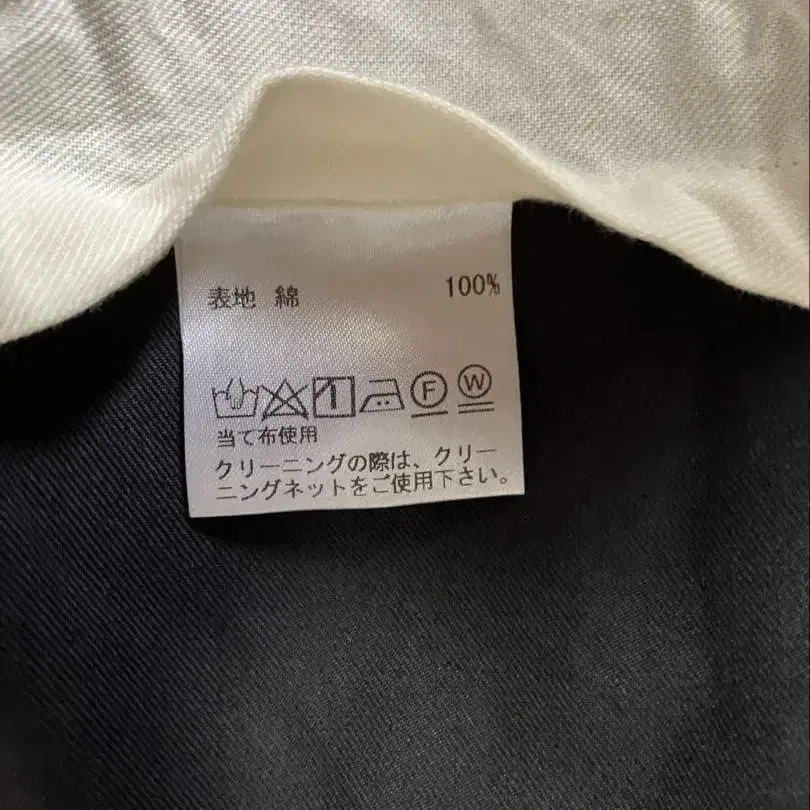 表地 綿 100%
F W
当て布使用
クリーニングの際は、クリー
ニングネットをご使用下さい。